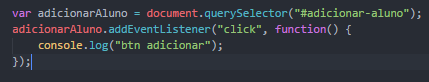 var adicionarAluno = document.querySelector("#adicionar-aluno");
adicionarAluno.addEventListener("click", function() {
    console.log("btn adicionar");
});